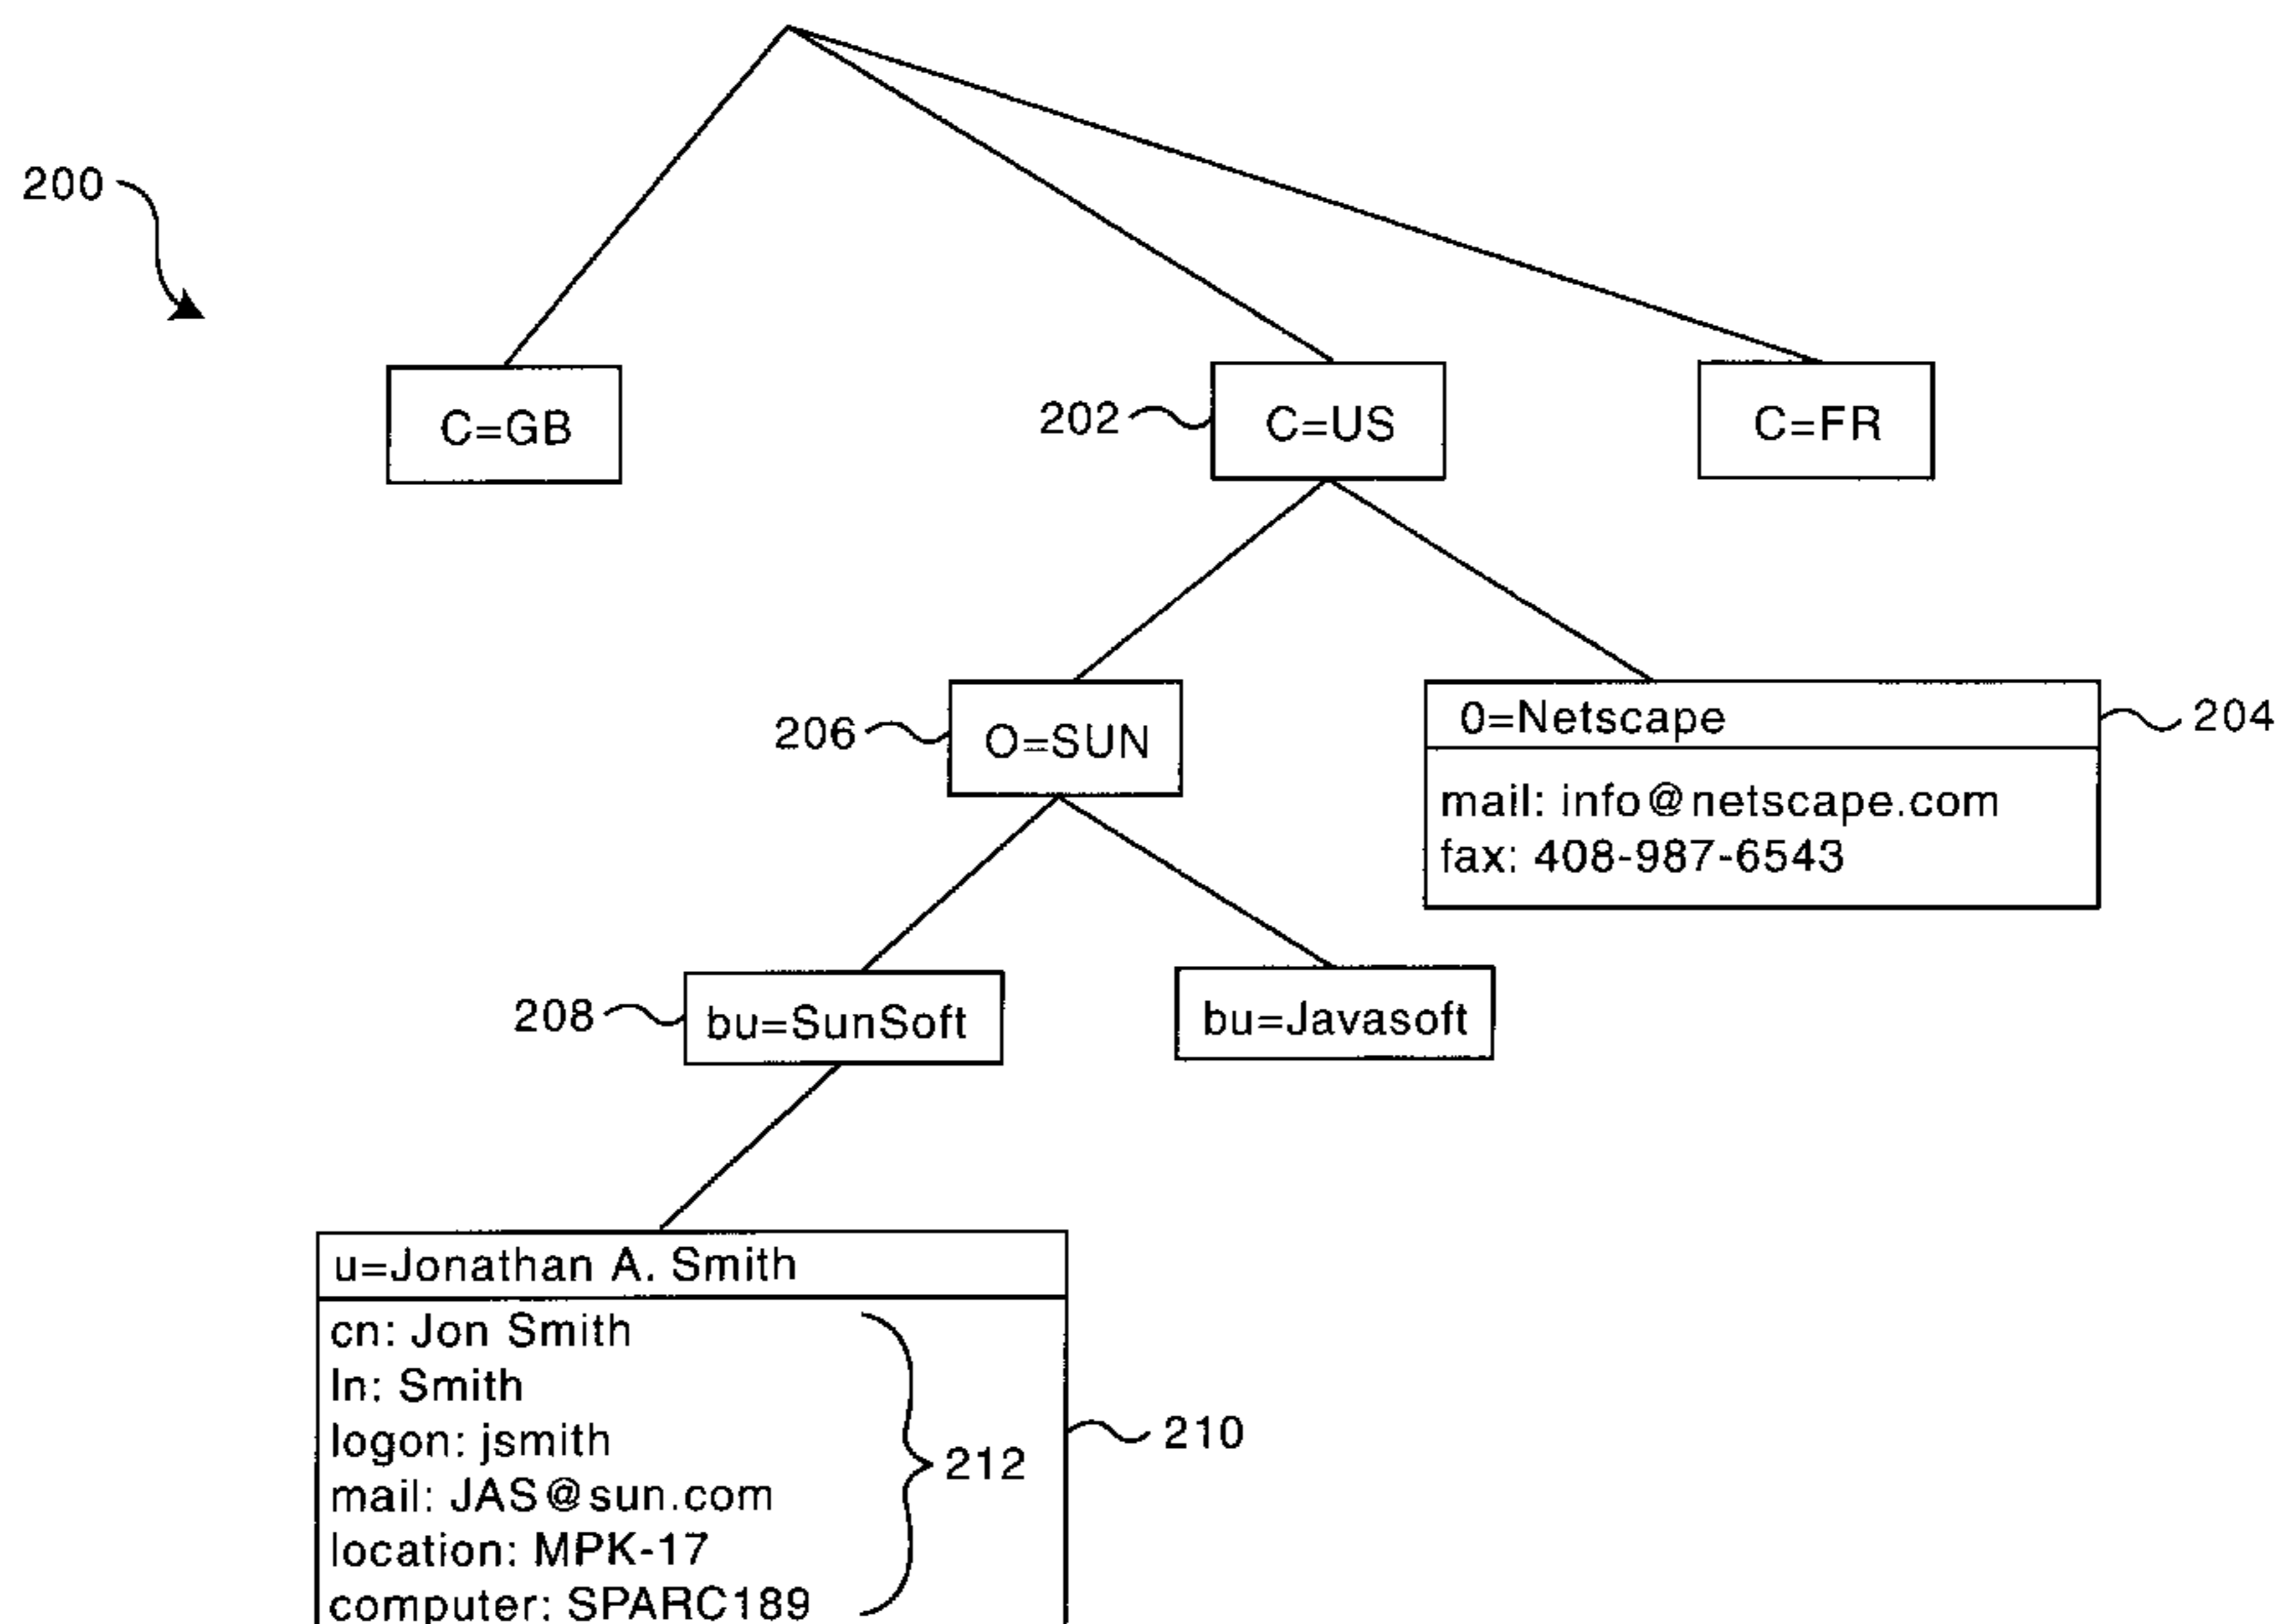 200
C=GB
202
C=US
C=FR
206
O=SUN
0=Netscape
204
mail: info@netscape.com
fax: 408-987-6543
208
bu=SunSoft
bu=Javasoft
u=Jonathan A. Smith
cn: Jon Smith
ln: Smith
logon: jsmith
mail: JAS@sun.com
location: MPK-17
computer: SPARC189
212
210